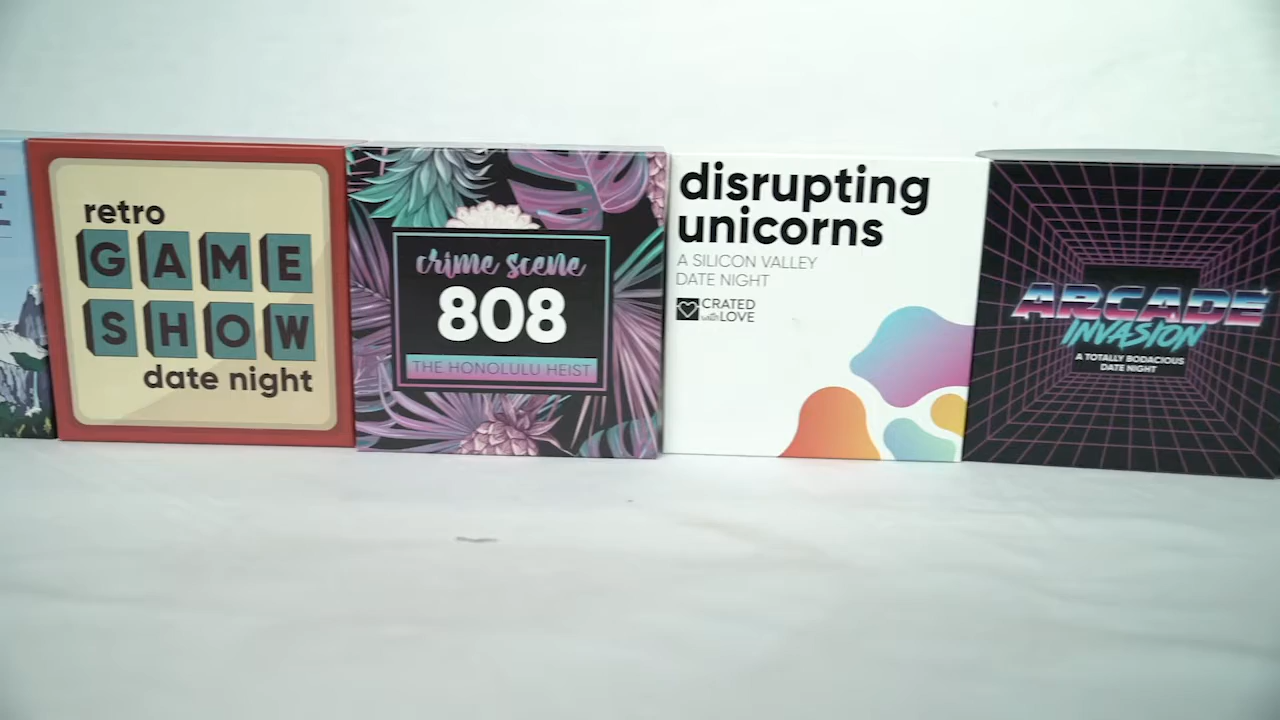 retro
GAME
SHOW
date night
crime scene
808
THE HONOLULU HEIST
disrupting
unicorns
A SILICON VALLEY
DATE NIGHT
CRATED
with LOVE
ARCADE
INVASION
A TOTALLY BODACIOUS
DATE NIGHT